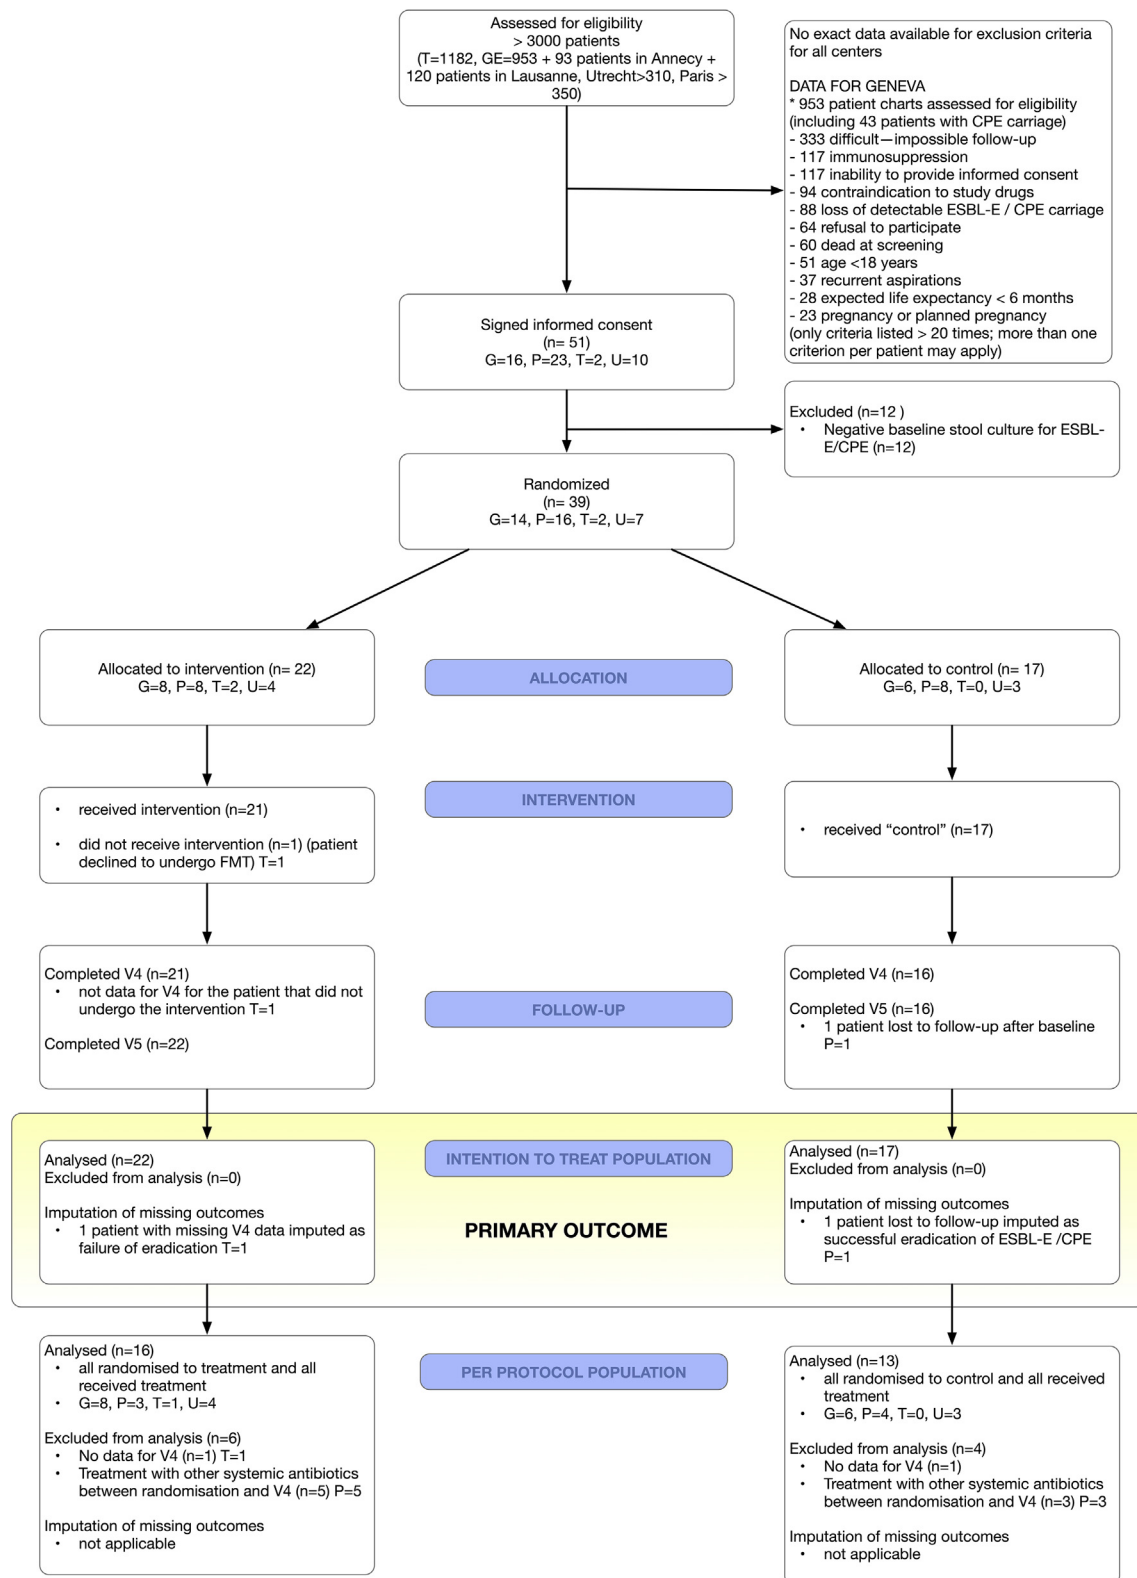 Assessed for eligibility
> 3000 patients
(T=1182, GE=953 + 93 patients in Annecy +
120 patients in Lausanne, Utrecht>310, Paris >
350)
No exact data available for exclusion criteria
for all centers
DATA FOR GENEVA
* 953 patient charts assessed for eligibility
(including 43 patients with CPE carriage)
- 333 difficult—impossible follow-up
- 117 immunosuppression
- 117 inability to provide informed consent
- 94 contraindication to study drugs
- 88 loss of detectable ESBL-E / CPE carriage
- 64 refusal to participate
- 60 dead at screening
- 51 age <18 years
- 37 recurrent aspirations
- 28 expected life expectancy < 6 months
- 23 pregnancy or planned pregnancy
(only criteria listed > 20 times; more than one
criterion per patient may apply)
Signed informed consent
(n= 51)
G=16, P=23, T=2, U=10
Excluded (n=12 )
• Negative baseline stool culture for ESBL-
E/CPE (n=12)
Randomized
(n= 39)
G=14, P=16, T=2, U=7
Allocated to intervention (n= 22)
G=8, P=8, T=2, U=4
ALLOCATION
Allocated to control (n= 17)
G=6, P=8, T=0, U=3
• received intervention (n=21)
• did not receive intervention (n=1) (patient
declined to undergo FMT) T=1
INTERVENTION
• received “control” (n=17)
Completed V4 (n=21)
• not data for V4 for the patient that did not
undergo the intervention T=1
Completed V5 (n=22)
FOLLOW-UP
Completed V4 (n=16)
Completed V5 (n=16)
• 1 patient lost to follow-up after baseline
P=1
Analysed (n=22)
Excluded from analysis (n=0)
Imputation of missing outcomes
• 1 patient with missing V4 data imputed as
failure of eradication T=1
INTENTION TO TREAT POPULATION
PRIMARY OUTCOME
Analysed (n=17)
Excluded from analysis (n=0)
Imputation of missing outcomes
• 1 patient lost to follow-up imputed as
successful eradication of ESBL-E /CPE
P=1
Analysed (n=16)
• all randomised to treatment and all
received treatment
• G=8, P=3, T=1, U=4
Excluded from analysis (n=6)
• No data for V4 (n=1) T=1
• Treatment with other systemic antibiotics
between randomisation and V4 (n=5) P=5
Imputation of missing outcomes
• not applicable
PER PROTOCOL POPULATION
Analysed (n=13)
• all randomised to control and all received
treatment
• G=6, P=4, T=0, U=3
Excluded from analysis (n=4)
• No data for V4 (n=1)
• Treatment with other systemic antibiotics
between randomisation and V4 (n=3) P=3
Imputation of missing outcomes
• not applicable